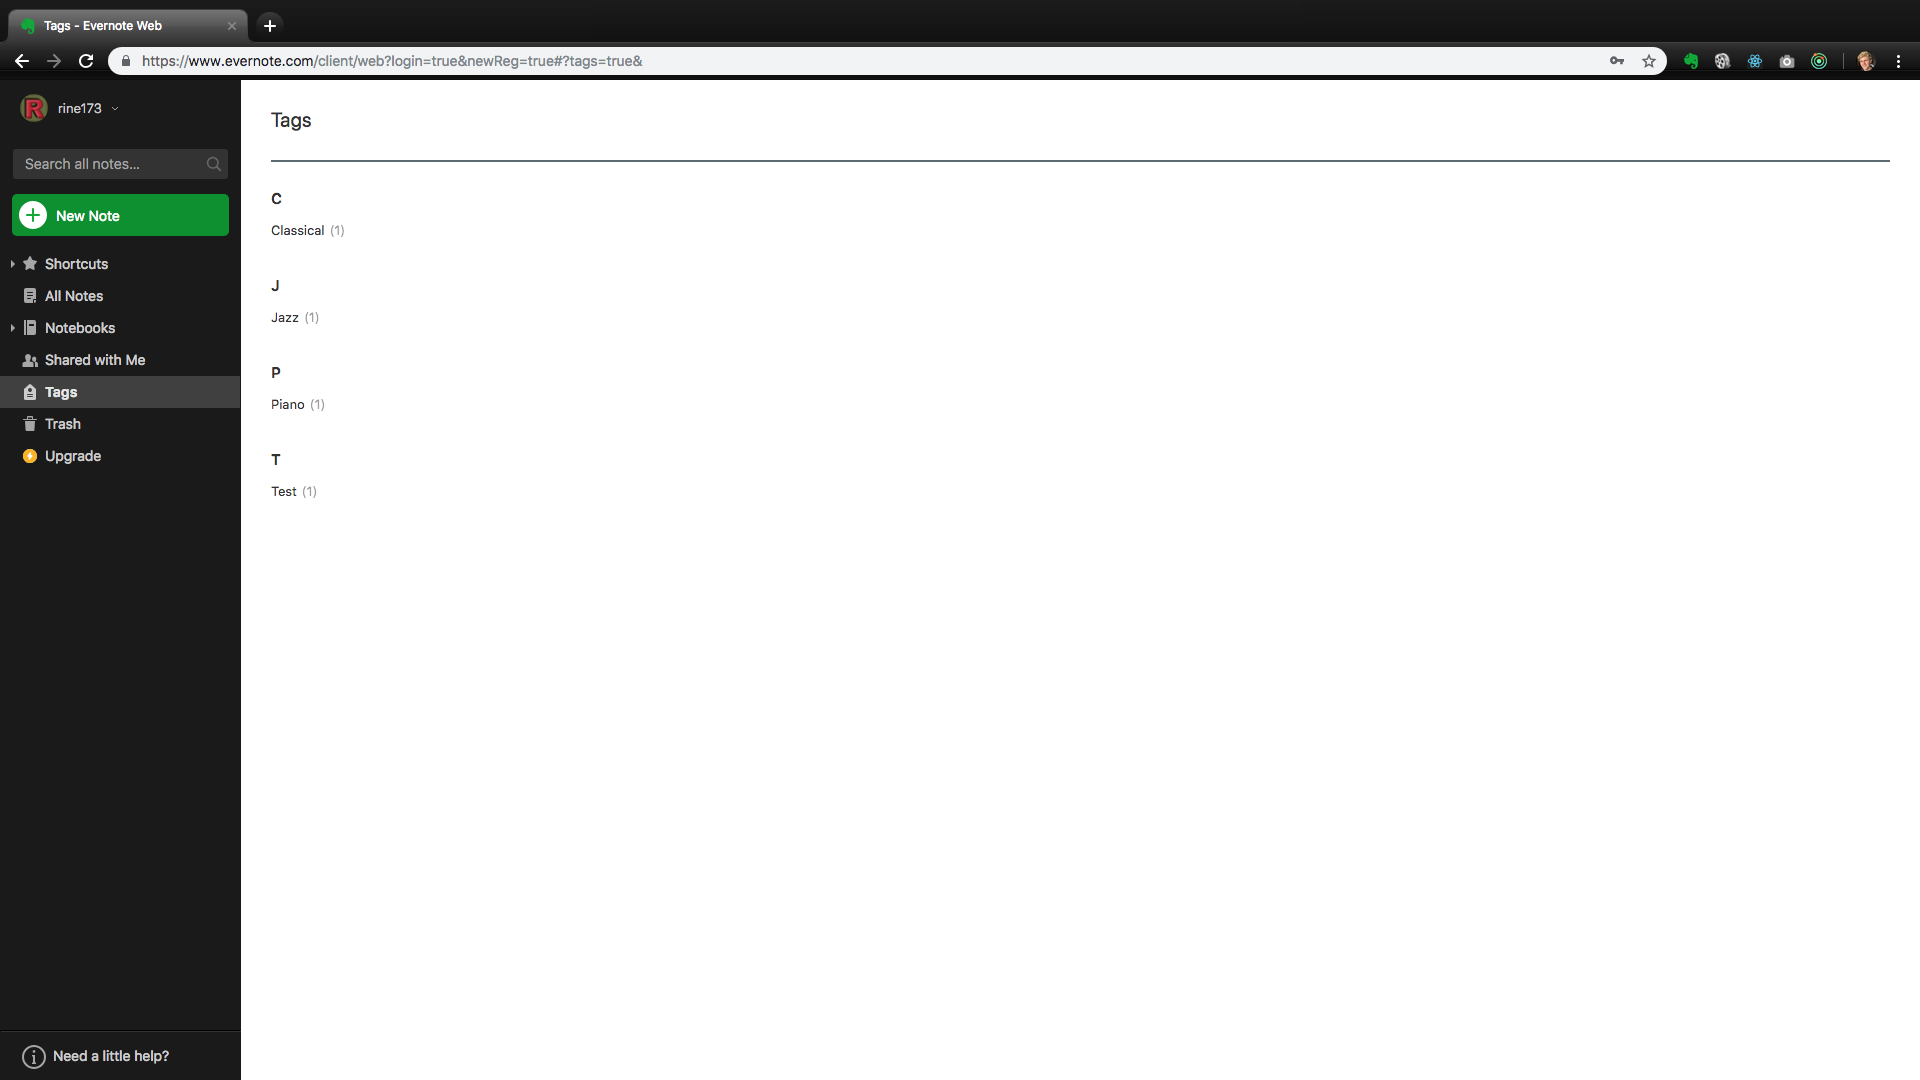 Tags - Evernote Web
https://www.evernote.com/client/web?login=true&newReg=true#?tags=true&
R
rine173
Search all notes...
New Note
Shortcuts
All Notes
Notebooks
Shared with Me
Tags
Trash
Upgrade
Need a little help?
Tags
C
Classical (1)
J
Jazz (1)
P
Piano (1)
T
Test (1)